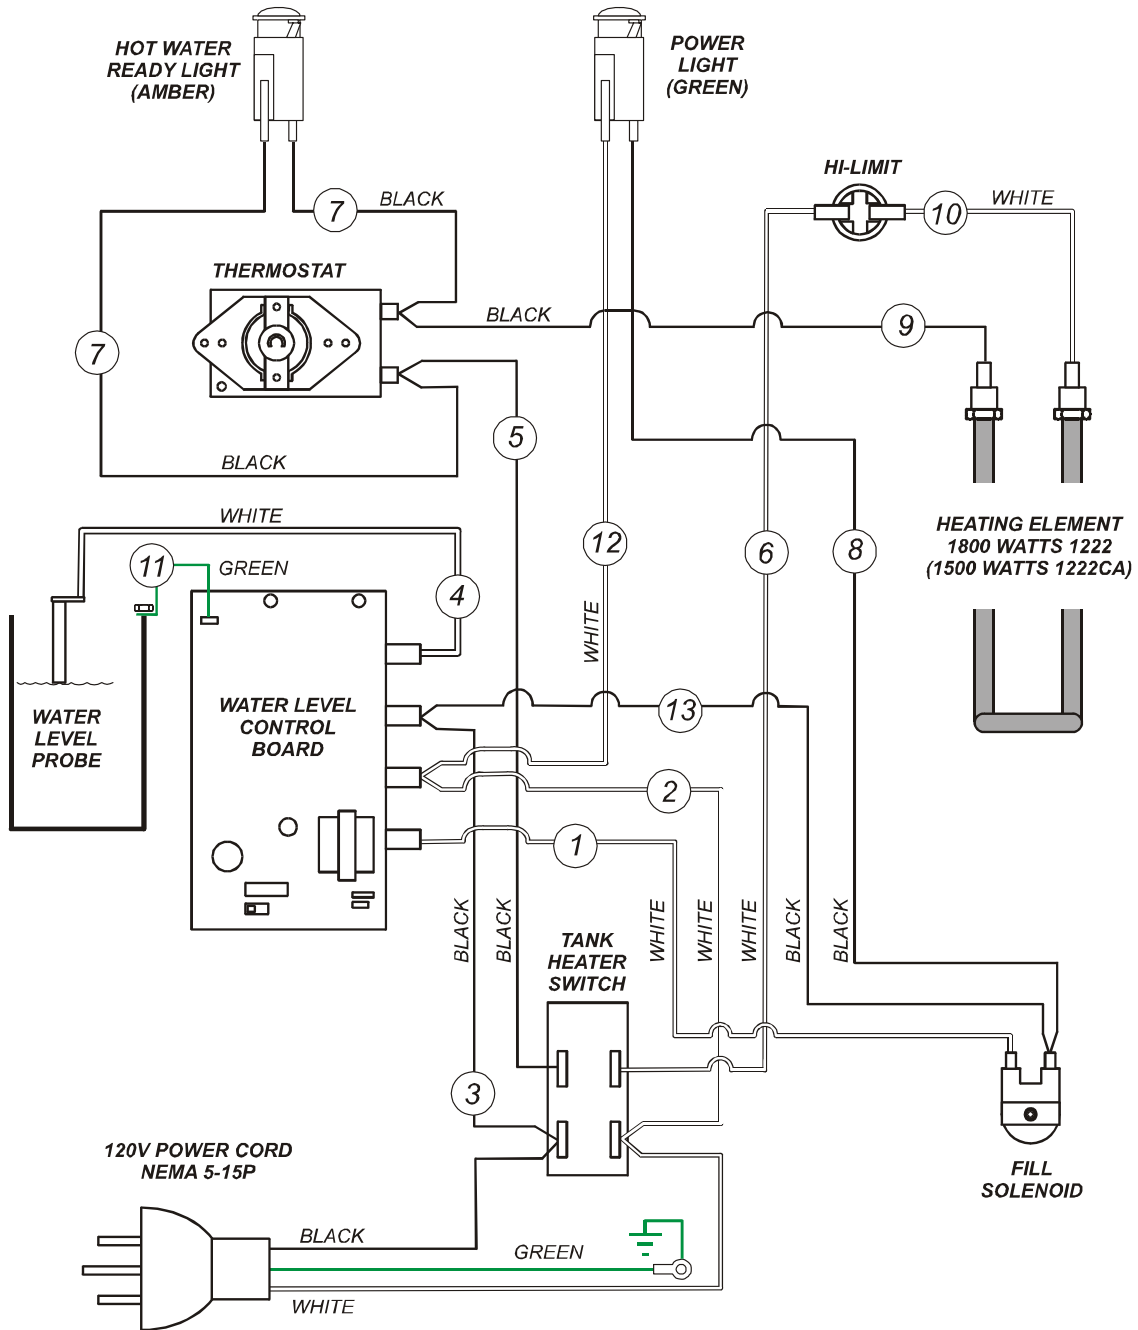 HOT WATER
READY LIGHT
(AMBER)
POWER
LIGHT
(GREEN)
HI-LIMIT
7
BLACK
10
WHITE
THERMOSTAT
BLACK
9
7
5
BLACK
WHITE
12
6
8
HEATING ELEMENT
1800 WATTS 1222
(1500 WATTS 1222CA)
11
GREEN
4
WHITE
WATER LEVEL
CONTROL
BOARD
WATER
LEVEL
PROBE
13
2
1
BLACK
BLACK
TANK
HEATER
SWITCH
WHITE
WHITE
WHITE
BLACK
BLACK
3
120V POWER CORD
NEMA 5-15P
FILL
SOLENOID
BLACK
GREEN
WHITE